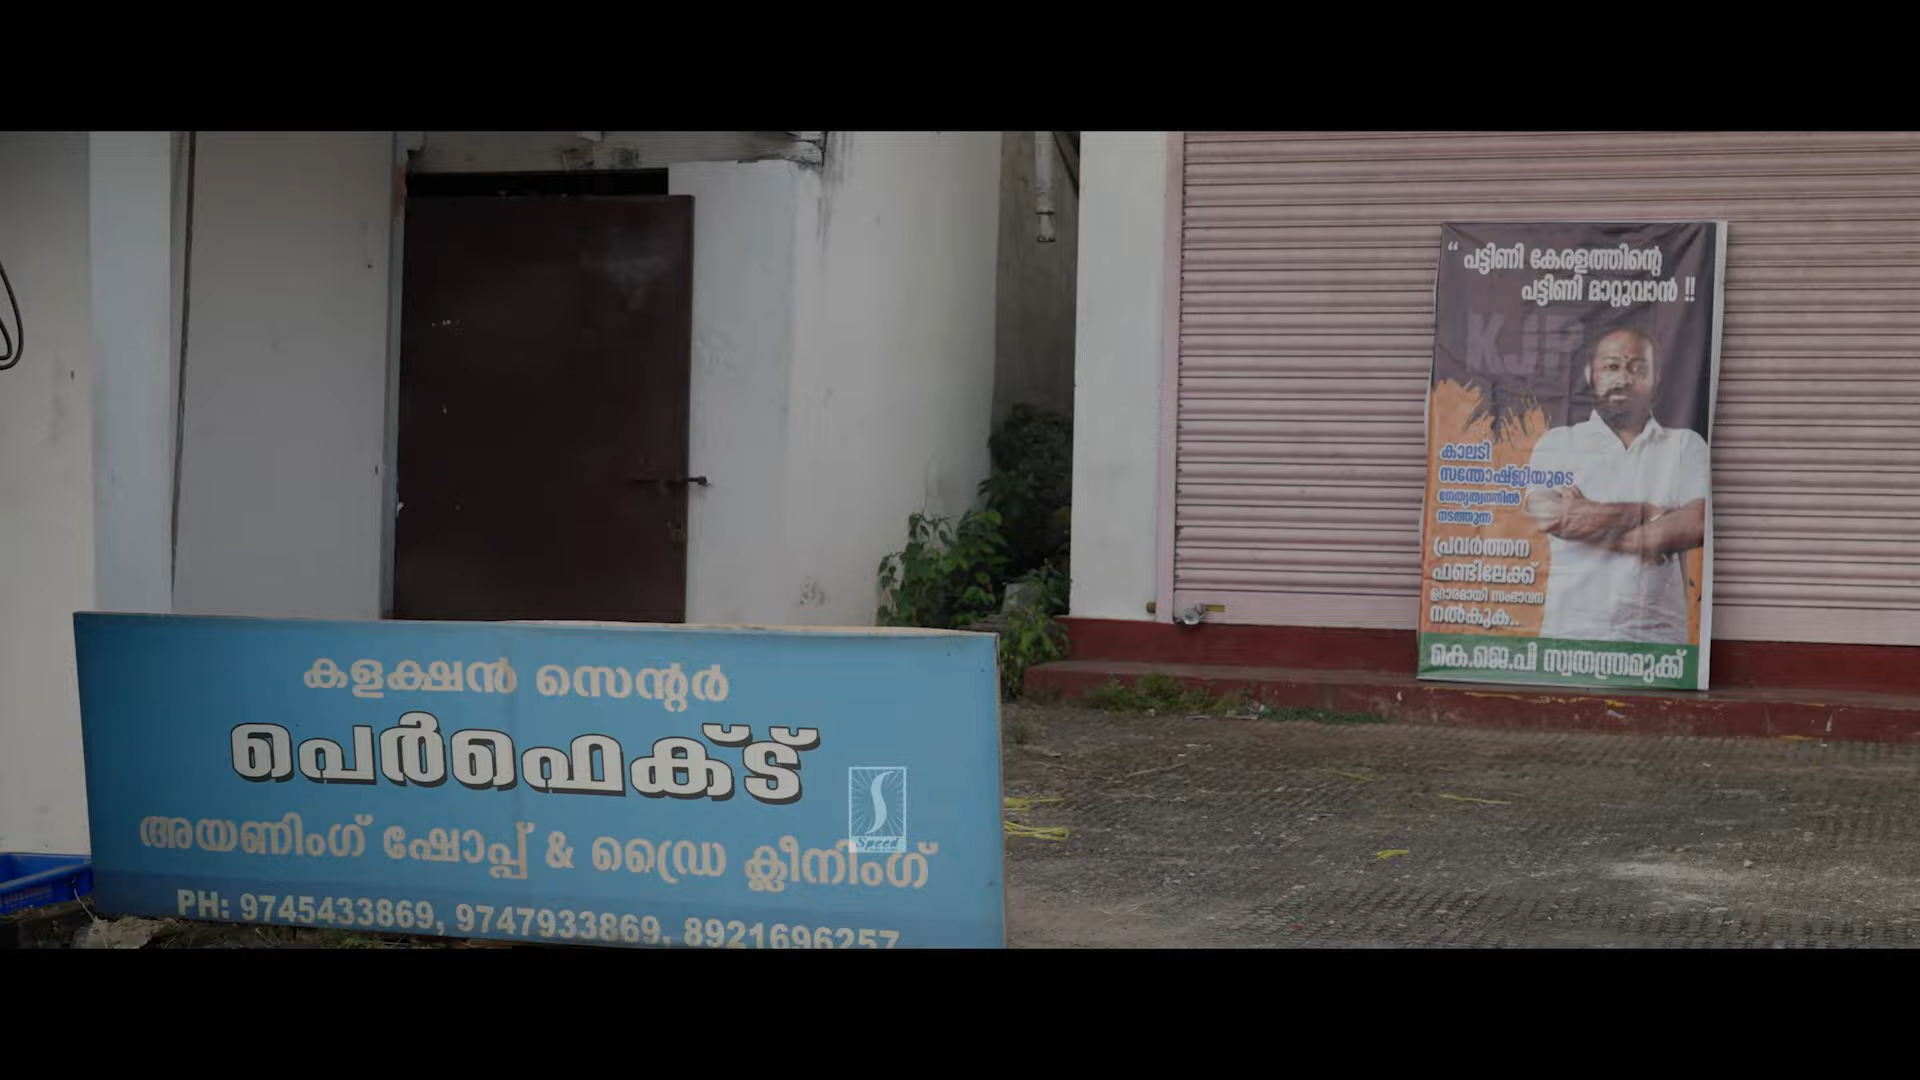 കളക്ഷൻ സെന്റർ
പെർഫെക്ട്
അയണിംഗ് ഷോപ്പ് & ഡ്രൈ ക്ലീനിംഗ്
PH: 9745433869, 9747933869, 8921696257
Speed
“ പട്ടിണി കേരളത്തിന്റെ
പട്ടിണി മാറ്റുവാൻ !!
KJP
കാലടി
സന്തോഷ്ജിയുടെ
നേതൃത്വത്തിൽ
നടത്തുന്ന
പ്രവർത്തന
ഫണ്ടിലേക്ക്
ഉദാരമായി സംഭാവന
നൽകുക..
കെ.ജെ.പി സ്വതന്ത്രമുക്ക്